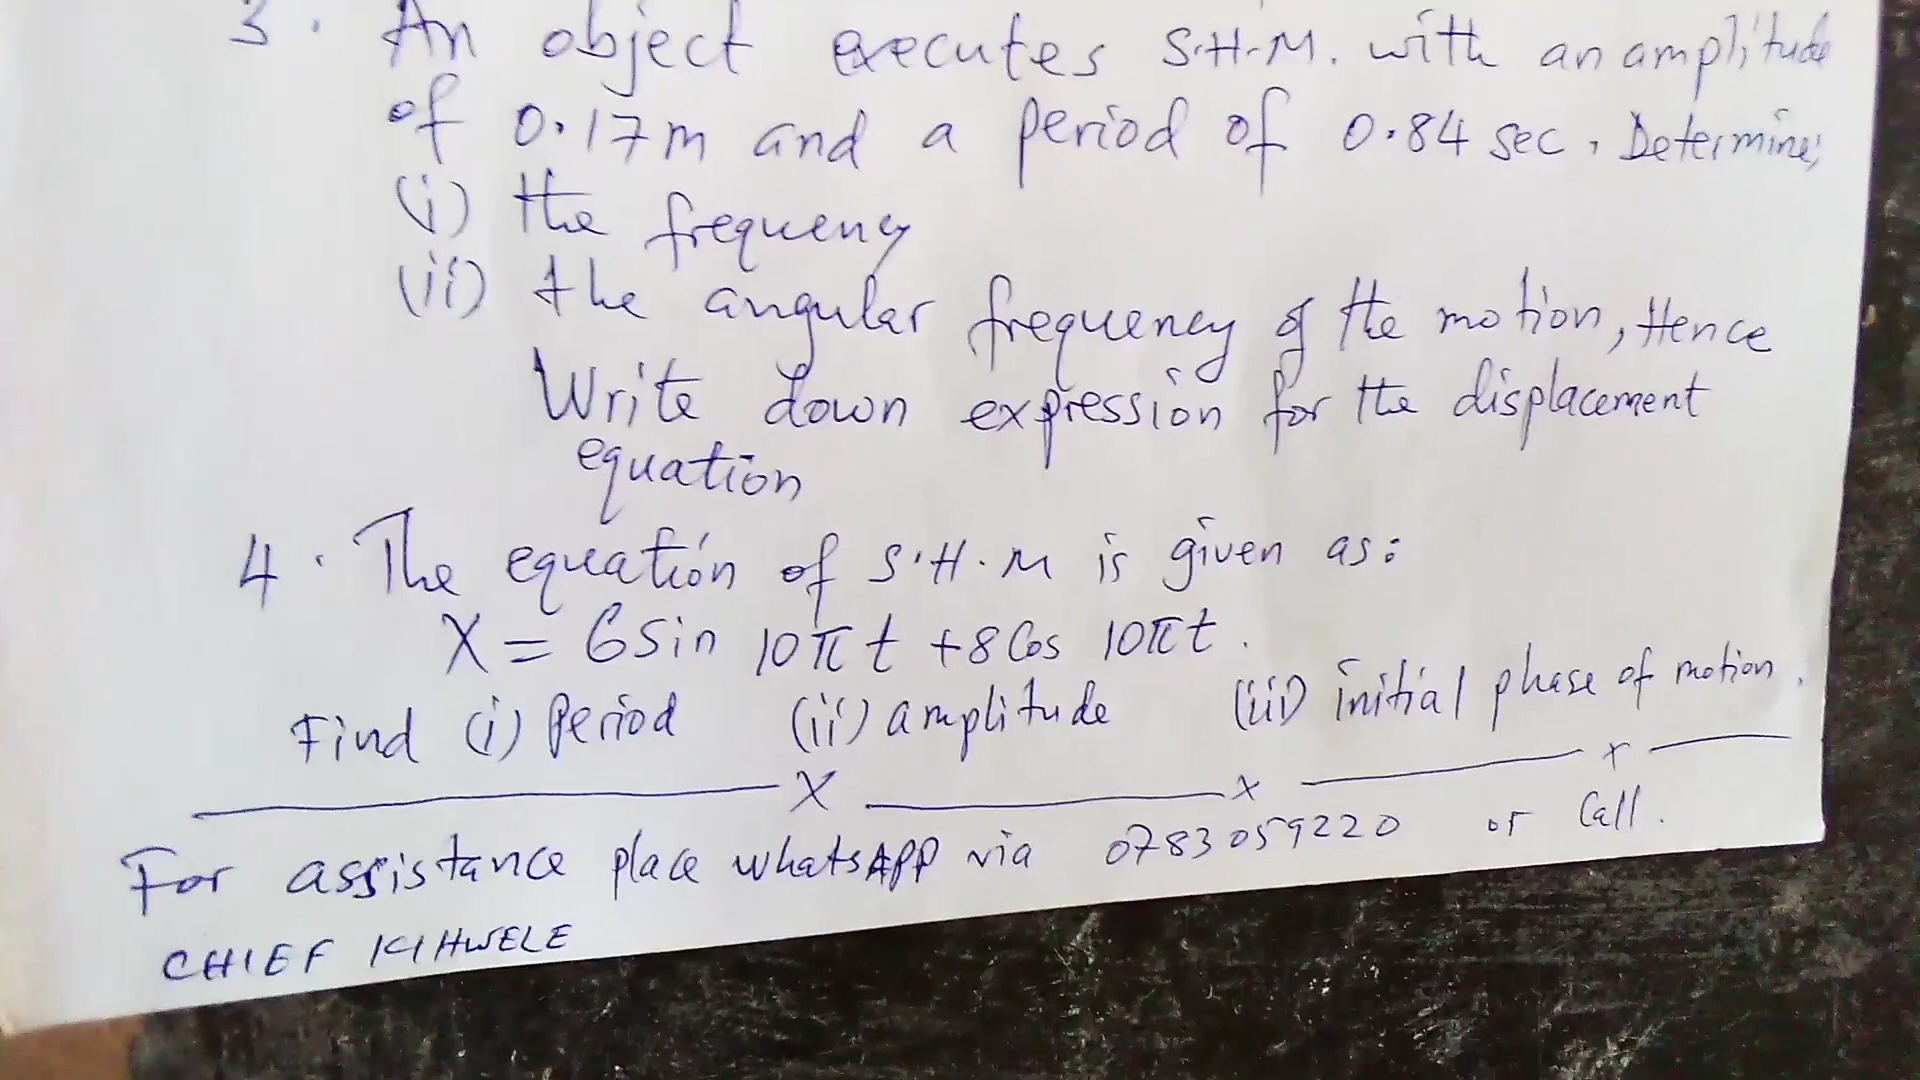 3. An object executes S.H.M. with an amplitude
of 0.17m and a period of 0.84 sec. Determine;
(i) the frequency
(ii) the angular frequency of the motion, Hence
Write down expression for the displacement
equation
4. The equation of S.H.M is given as:
X = 6Sin 10πt + 8 Cos 10πt.
Find (i) Period (ii) amplitude (iii) initial phase of motion.
X x x
For assistance place whatsAPP via 0783059220 or Call.
CHIEF KIHWELE